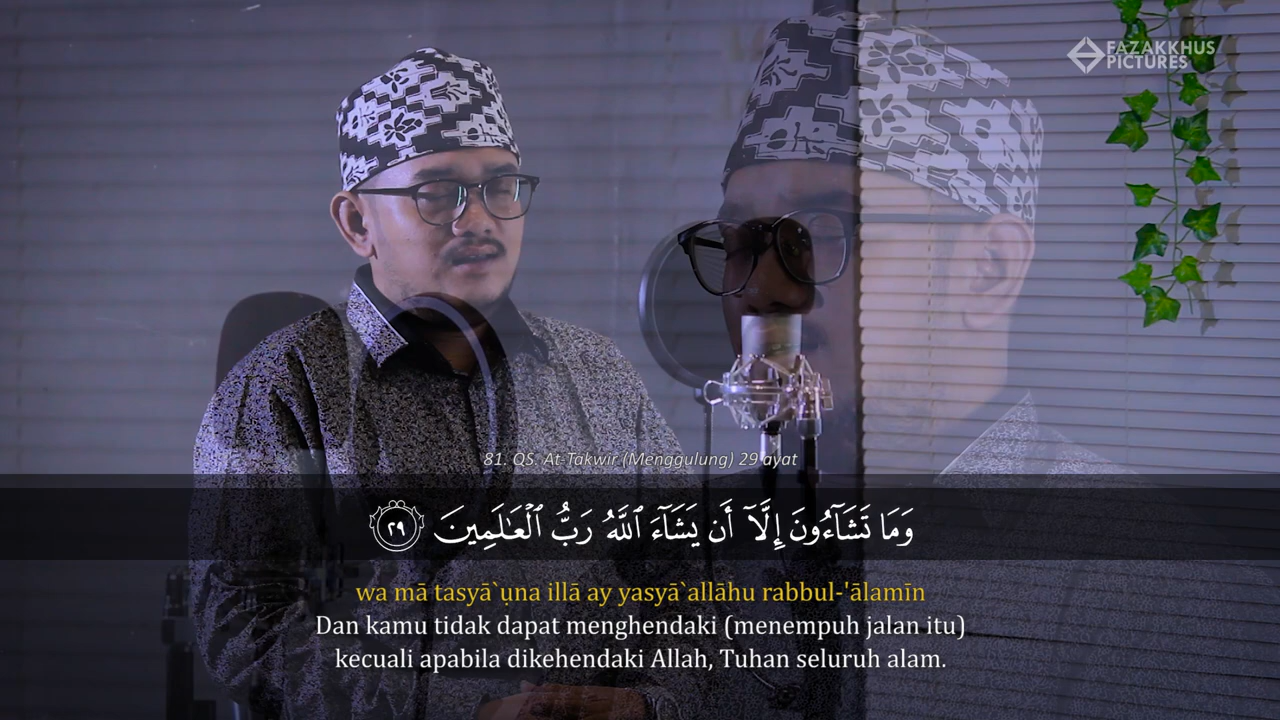 FAZAKKHUS
PICTURES
81. QS. At-Takwir (Menggulung) 29 ayat
وَمَا تَشَآءُونَ إِلَّآ أَن يَشَآءَ ٱللَّهُ رَبُّ ٱلْعَٰلَمِينَ ٢٩
wa mā tasyā`ụna illā ay yasyā`allāhu rabbul-'ālamīn
Dan kamu tidak dapat menghendaki (menempuh jalan itu)
kecuali apabila dikehendaki Allah, Tuhan seluruh alam.